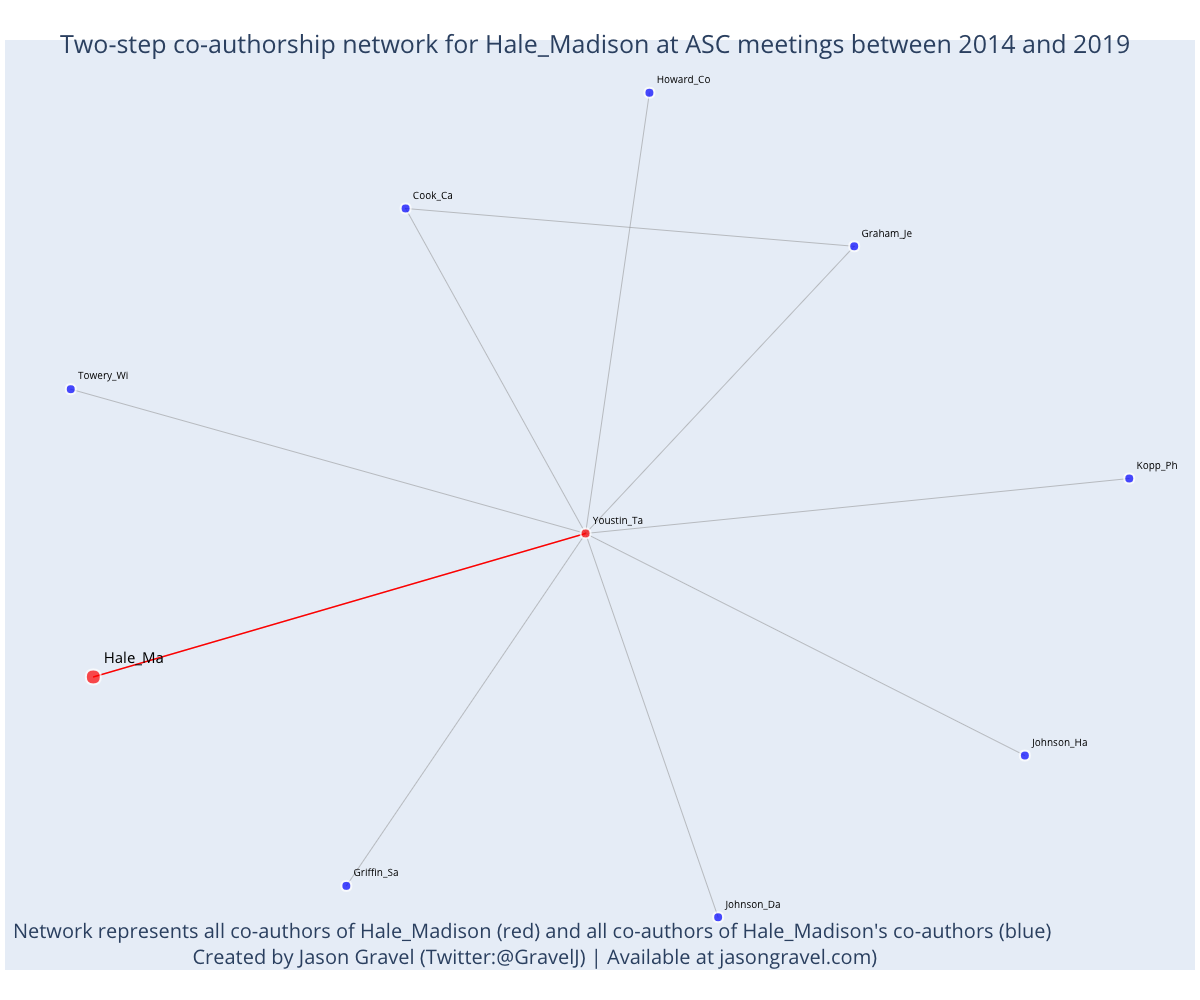 Two-step co-authorship network for Hale_Madison at ASC meetings between 2014 and 2019
Howard_Co
Cook_Ca
Graham_Je
Towery_Wi
Kopp_Ph
Youstin_Ta
Hale_Ma
Johnson_Ha
Griffin_Sa
Johnson_Da
Network represents all co-authors of Hale_Madison (red) and all co-authors of Hale_Madison's co-authors (blue)
Created by Jason Gravel (Twitter:@GravelJ) | Available at jasongravel.com)